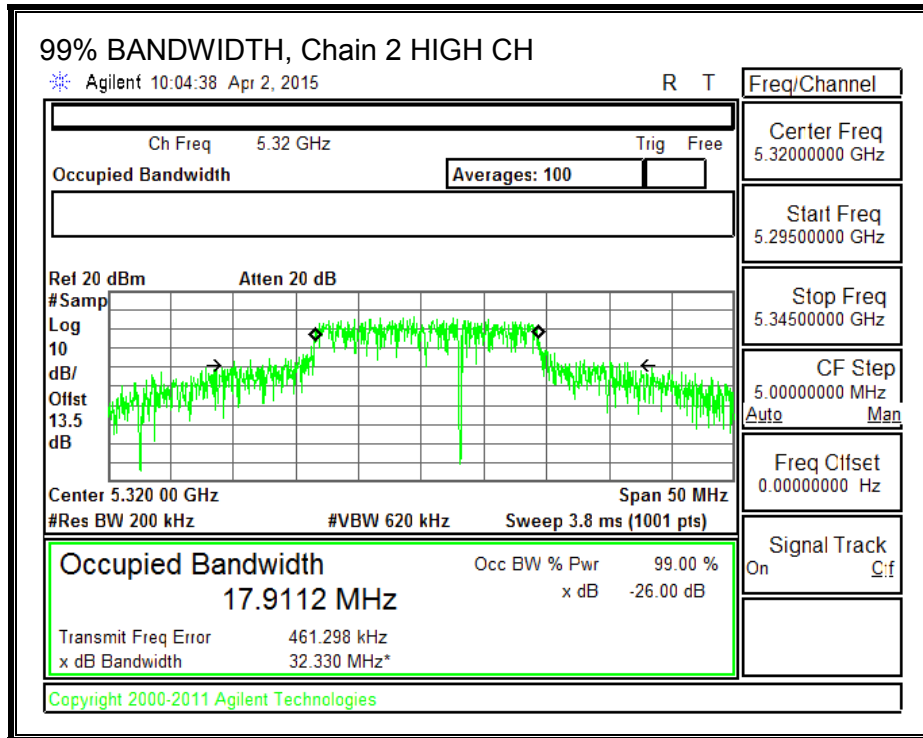 99% BANDWIDTH, Chain 2 HIGH CH
Agilent 10:04:38 Apr 2, 2015 R T
Ch Freq 5.32 GHz Trig Free
Occupied Bandwidth Averages: 100
Ref 20 dBm Atten 20 dB
#Samp
Log
10
dB/
Offst
13.5
dB
Center 5.320 00 GHz Span 50 MHz
#Res BW 200 kHz #VBW 620 kHz Sweep 3.8 ms (1001 pts)
Occupied Bandwidth Occ BW % Pwr 99.00 %
17.9112 MHz x dB -26.00 dB
Transmit Freq Error 461.298 kHz
x dB Bandwidth 32.330 MHz*
Copyright 2000-2011 Agilent Technologies
Freq/Channel
Center Freq
5.32000000 GHz
Start Freq
5.29500000 GHz
Stop Freq
5.34500000 GHz
CF Step
5.00000000 MHz
Auto Man
Freq Offset
0.00000000 Hz
Signal Track
On Off